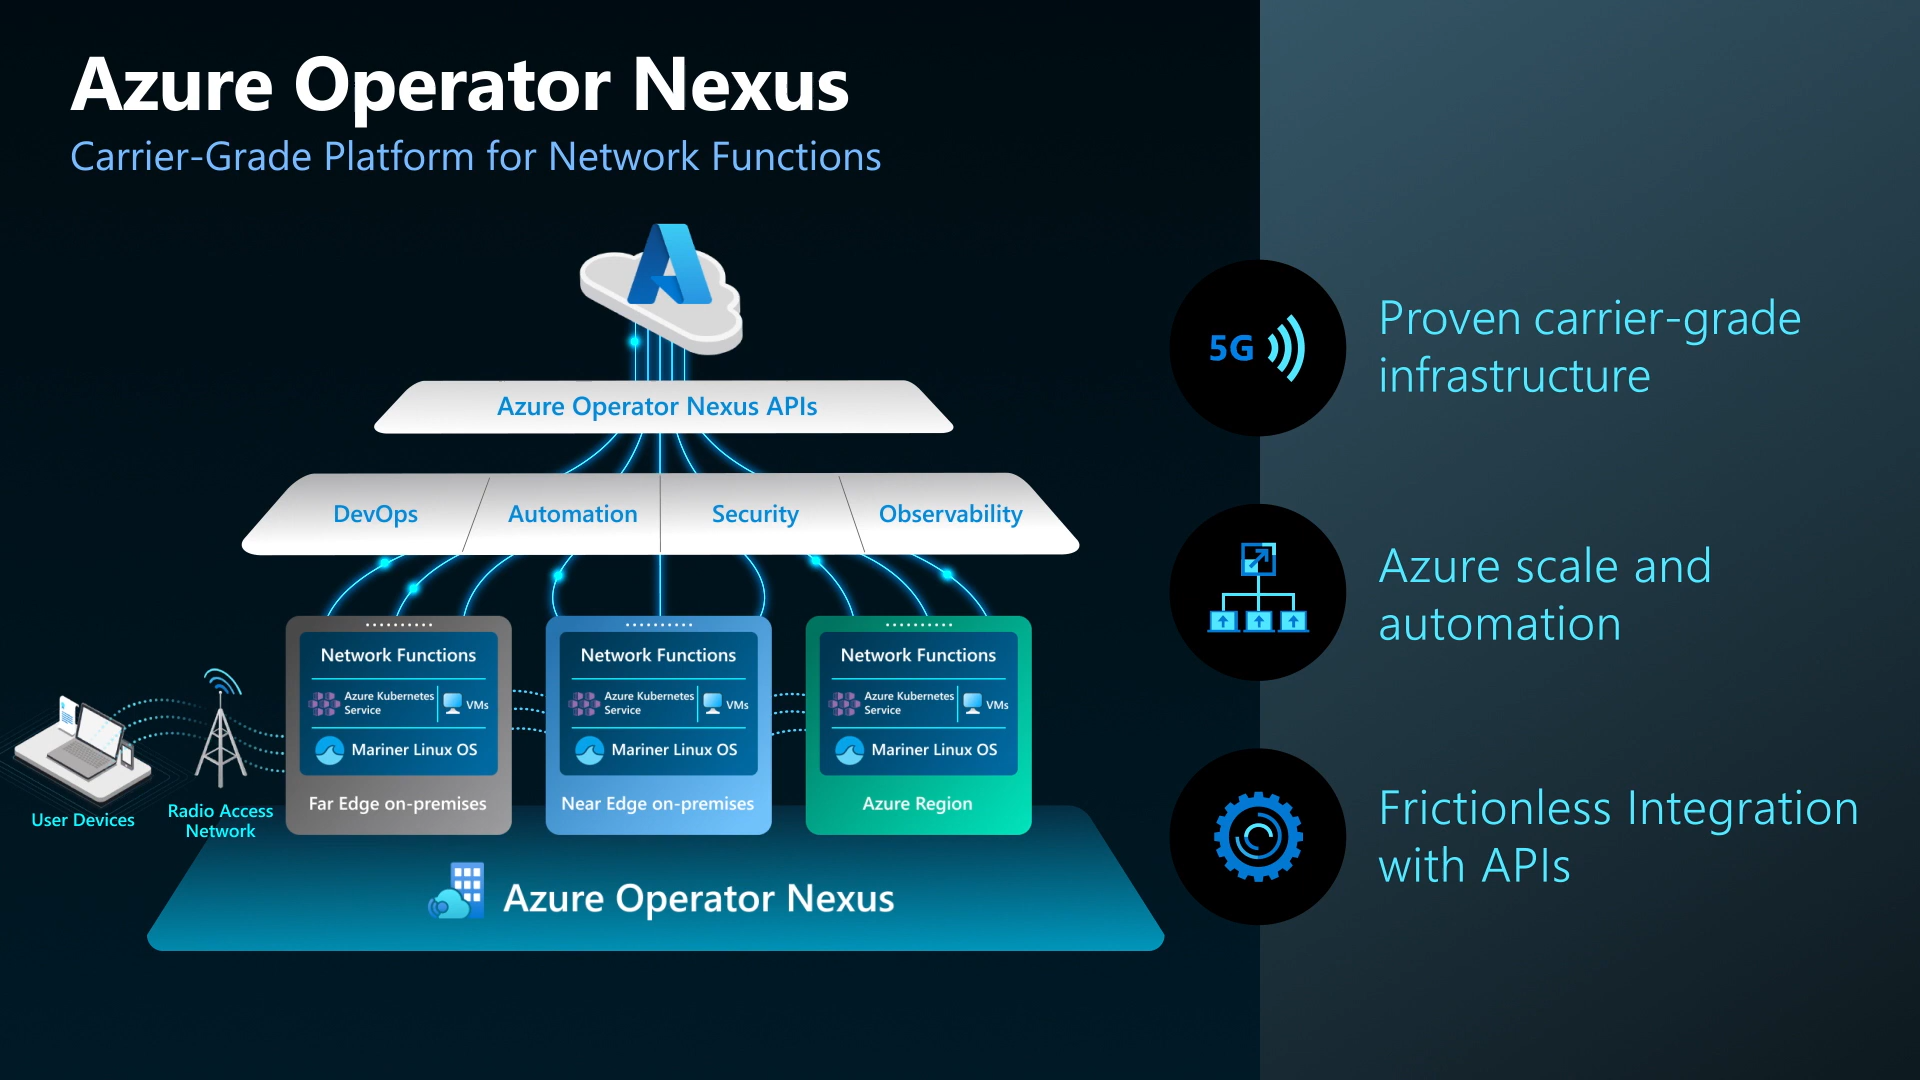 Azure Operator Nexus
Carrier-Grade Platform for Network Functions
Azure Operator Nexus APIs
DevOps
Automation
Security
Observability
Network Functions
Azure Kubernetes
Service
VMs
Mariner Linux OS
Far Edge on-premises
Network Functions
Azure Kubernetes
Service
VMs
Mariner Linux OS
Near Edge on-premises
Network Functions
Azure Kubernetes
Service
VMs
Mariner Linux OS
Azure Region
User Devices
Radio Access
Network
Azure Operator Nexus
5G
Proven carrier-grade
infrastructure
Azure scale and
automation
Frictionless Integration
with APIs